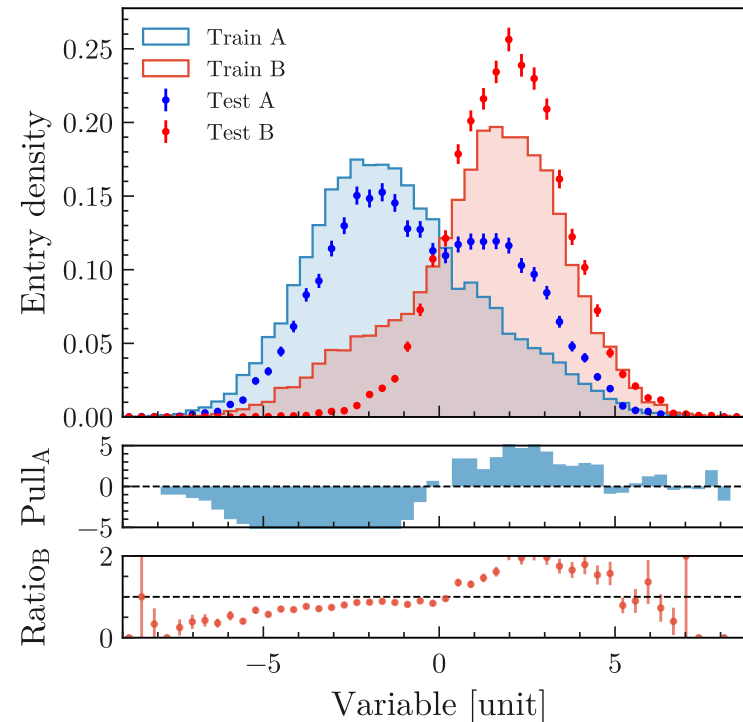 Train A
Train B
Test A
Test B
Entry density
0.25
0.20
0.15
0.10
0.05
0.00
Pull_A
5
0
−5
Ratio_B
2
1
0
−5 0 5
Variable [unit]